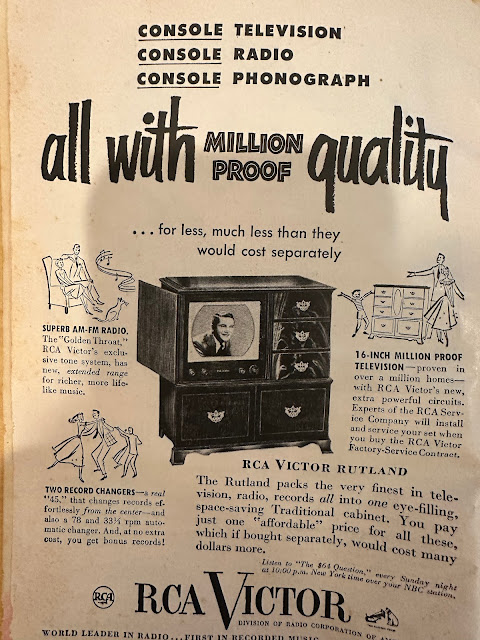 CONSOLE TELEVISION
CONSOLE RADIO
CONSOLE PHONOGRAPH
all with MILLION PROOF quality
...for less, much less than they
would cost separately
SUPERB AM-FM RADIO.
The "Golden Throat,"
RCA Victor's exclu-
sive tone system, has
new, extended range
for richer, more life-
like music.
16-INCH MILLION PROOF
TELEVISION—proven in
over a million homes—
with RCA Victor's new,
extra powerful circuits.
Experts of the RCA Serv-
ice Company will install
and service your set when
you buy the RCA Victor
Factory-Service Contract.
TWO RECORD CHANGERS—a real
"45," that changes records ef-
fortlessly from the center—and
also a 78 and 33⅓ rpm auto-
matic changer. And, at no extra
cost, you get bonus records!
RCA VICTOR RUTLAND
The Rutland packs the very finest in tele-
vision, radio, records all into one eye-filling,
space-saving Traditional cabinet. You pay
just one "affordable" price for all these,
which if bought separately, would cost many
dollars more.
Listen to "The $64 Question," every Sunday night
at 10:00 p.m. New York time over your NBC station.
RCA
RCA VICTOR
DIVISION OF RADIO CORPORATION OF
WORLD LEADER IN RADIO...FIRST IN RECORDED